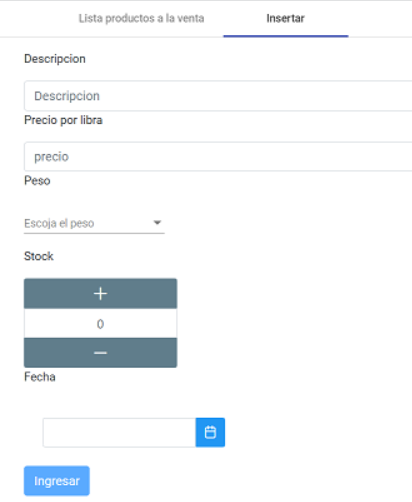 Lista productos a la venta
Insertar
Descripcion
Descripcion
Precio por libra
precio
Peso
Escoja el peso
Stock
+
0
—
Fecha
Ingresar